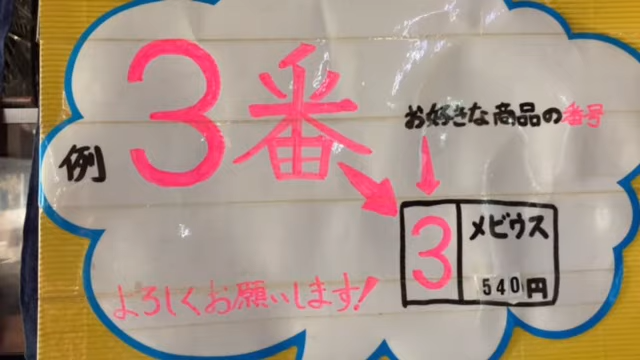 例 3番
お好きな商品の番号
3 メビウス
540円
よろしくお願いします!